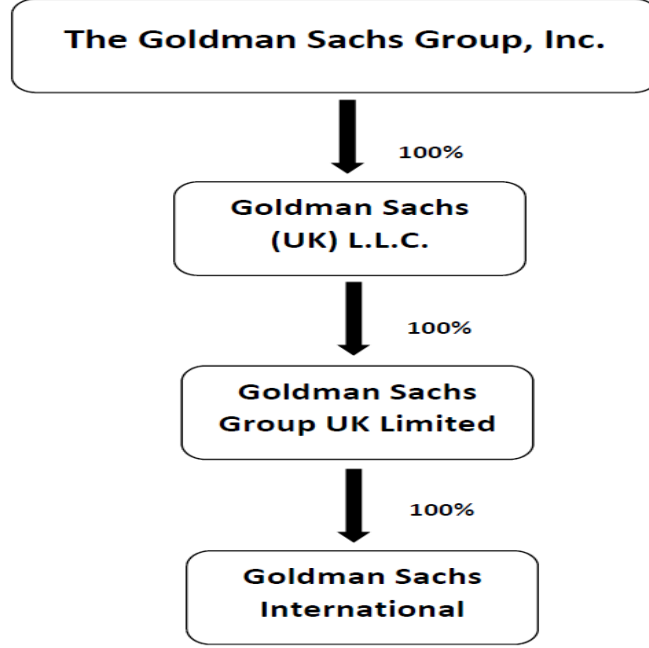 The Goldman Sachs Group, Inc.
100%
Goldman Sachs
(UK) L.L.C.
100%
Goldman Sachs
Group UK Limited
100%
Goldman Sachs
International